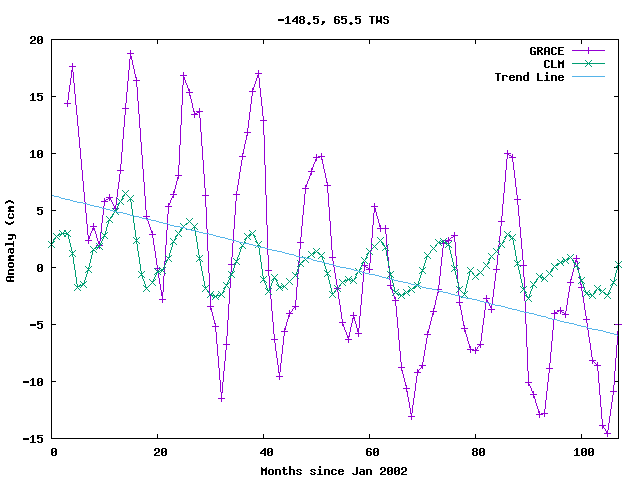 -148.5, 65.5 TWS
GRACE
CLM
Trend Line
20
15
10
5
0
-5
-10
-15
Anomaly (cm)
0 20 40 60 80 100
Months since Jan 2002